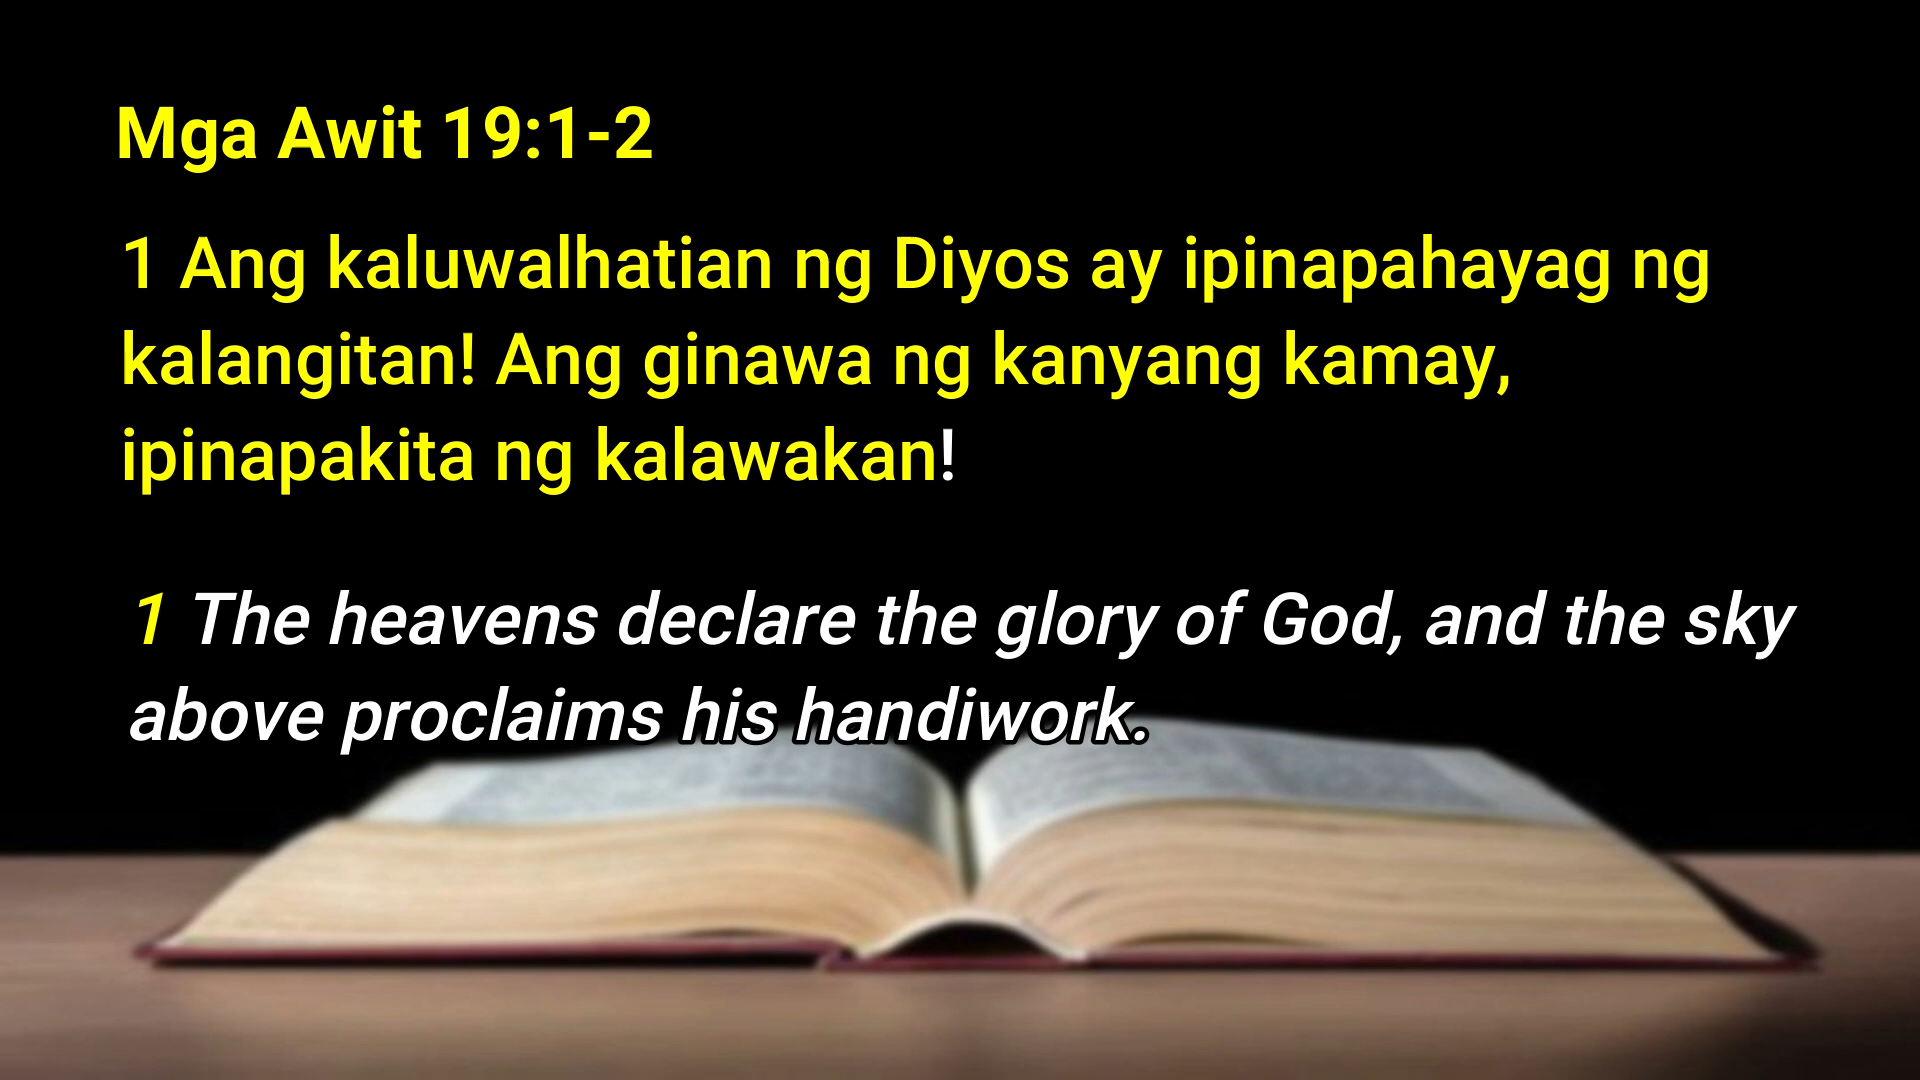 Mga Awit 19:1-2
1 Ang kaluwalhatian ng Diyos ay ipinapahayag ng
kalangitan! Ang ginawa ng kanyang kamay,
ipinapakita ng kalawakan!
1 The heavens declare the glory of God, and the sky
above proclaims his handiwork.